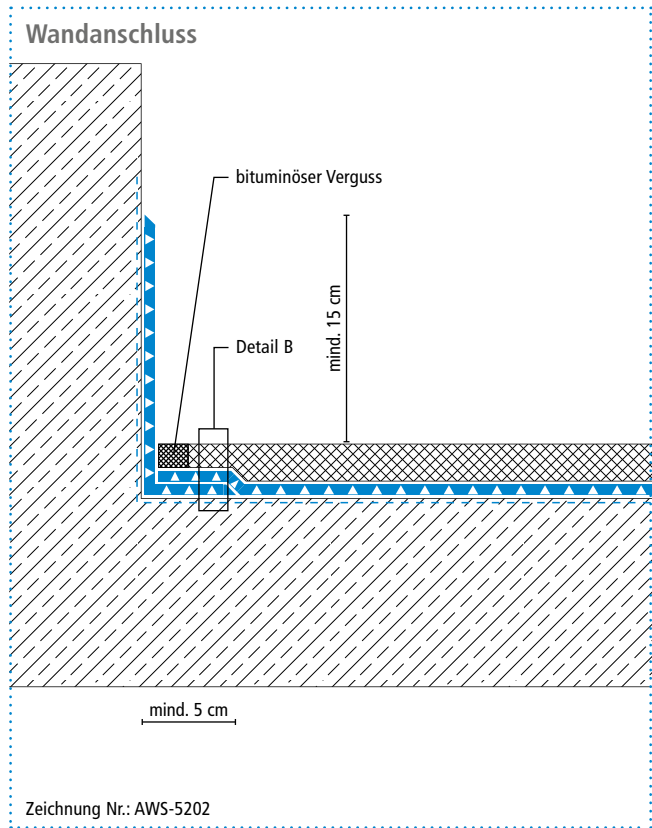 Wandanschluss
bituminöser Verguss
mind. 15 cm
Detail B
mind. 5 cm
Zeichnung Nr.: AWS-5202